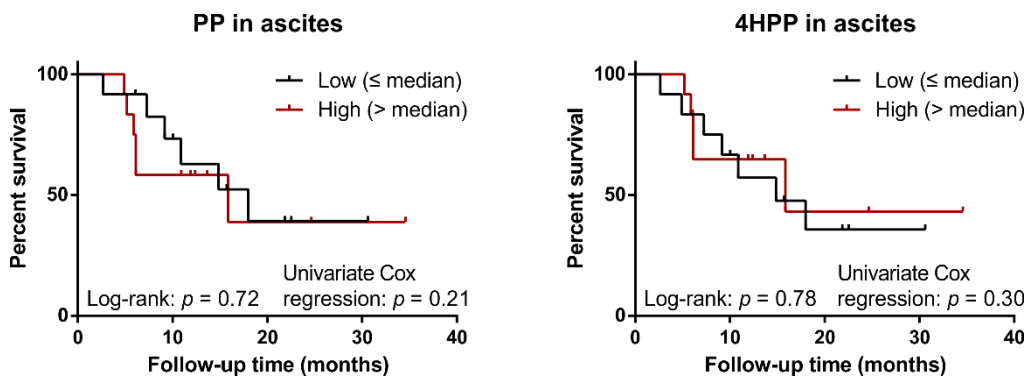 PP in ascites
100
50
0
Percent survival
Low (≤ median)
High (> median)
Log-rank: p = 0.72
Univariate Cox
regression: p = 0.21
0 10 20 30 40
Follow-up time (months)
4HPP in ascites
100
50
0
Percent survival
Low (≤ median)
High (> median)
Log-rank: p = 0.78
Univariate Cox
regression: p = 0.30
0 10 20 30 40
Follow-up time (months)